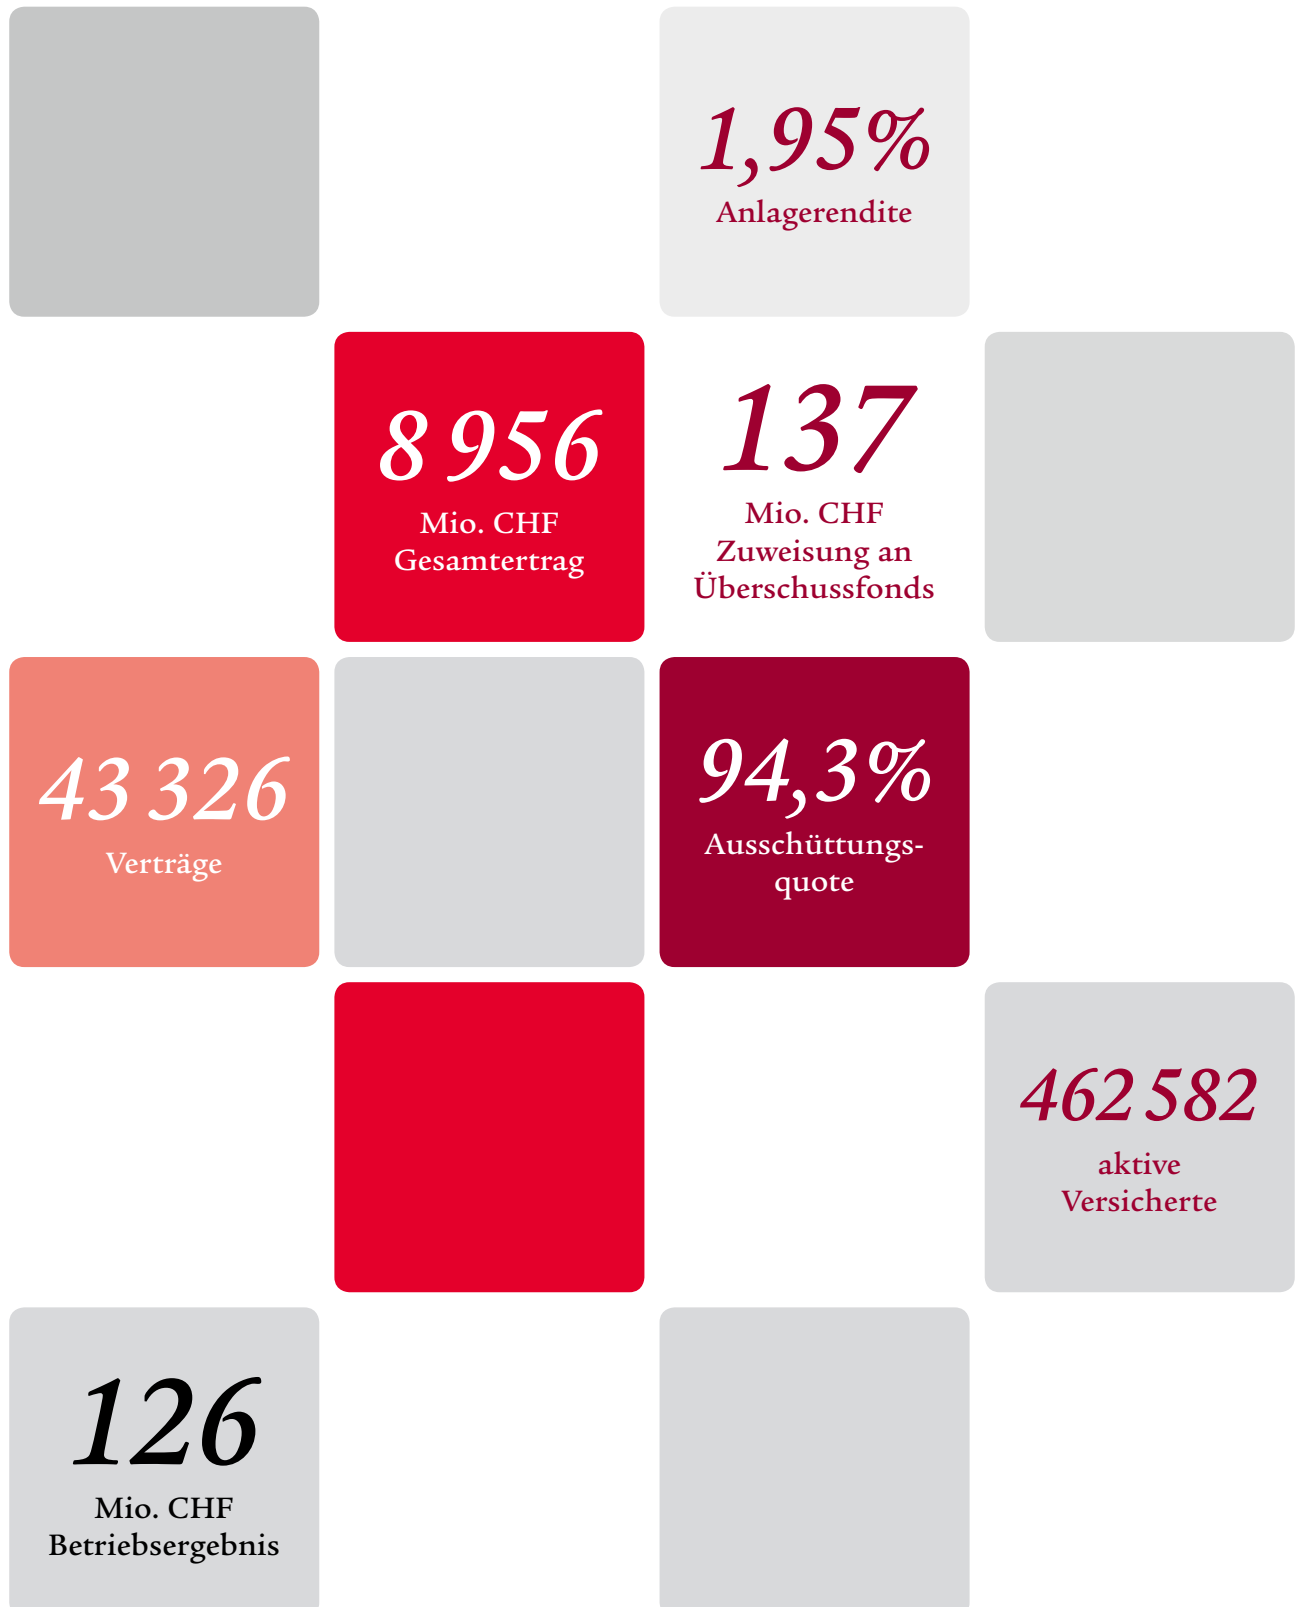 1,95%
Anlagerendite
8 956
Mio. CHF
Gesamtertrag
137
Mio. CHF
Zuweisung an
Überschussfonds
43 326
Verträge
94,3%
Ausschüttungs-
quote
462 582
aktive
Versicherte
126
Mio. CHF
Betriebsergebnis